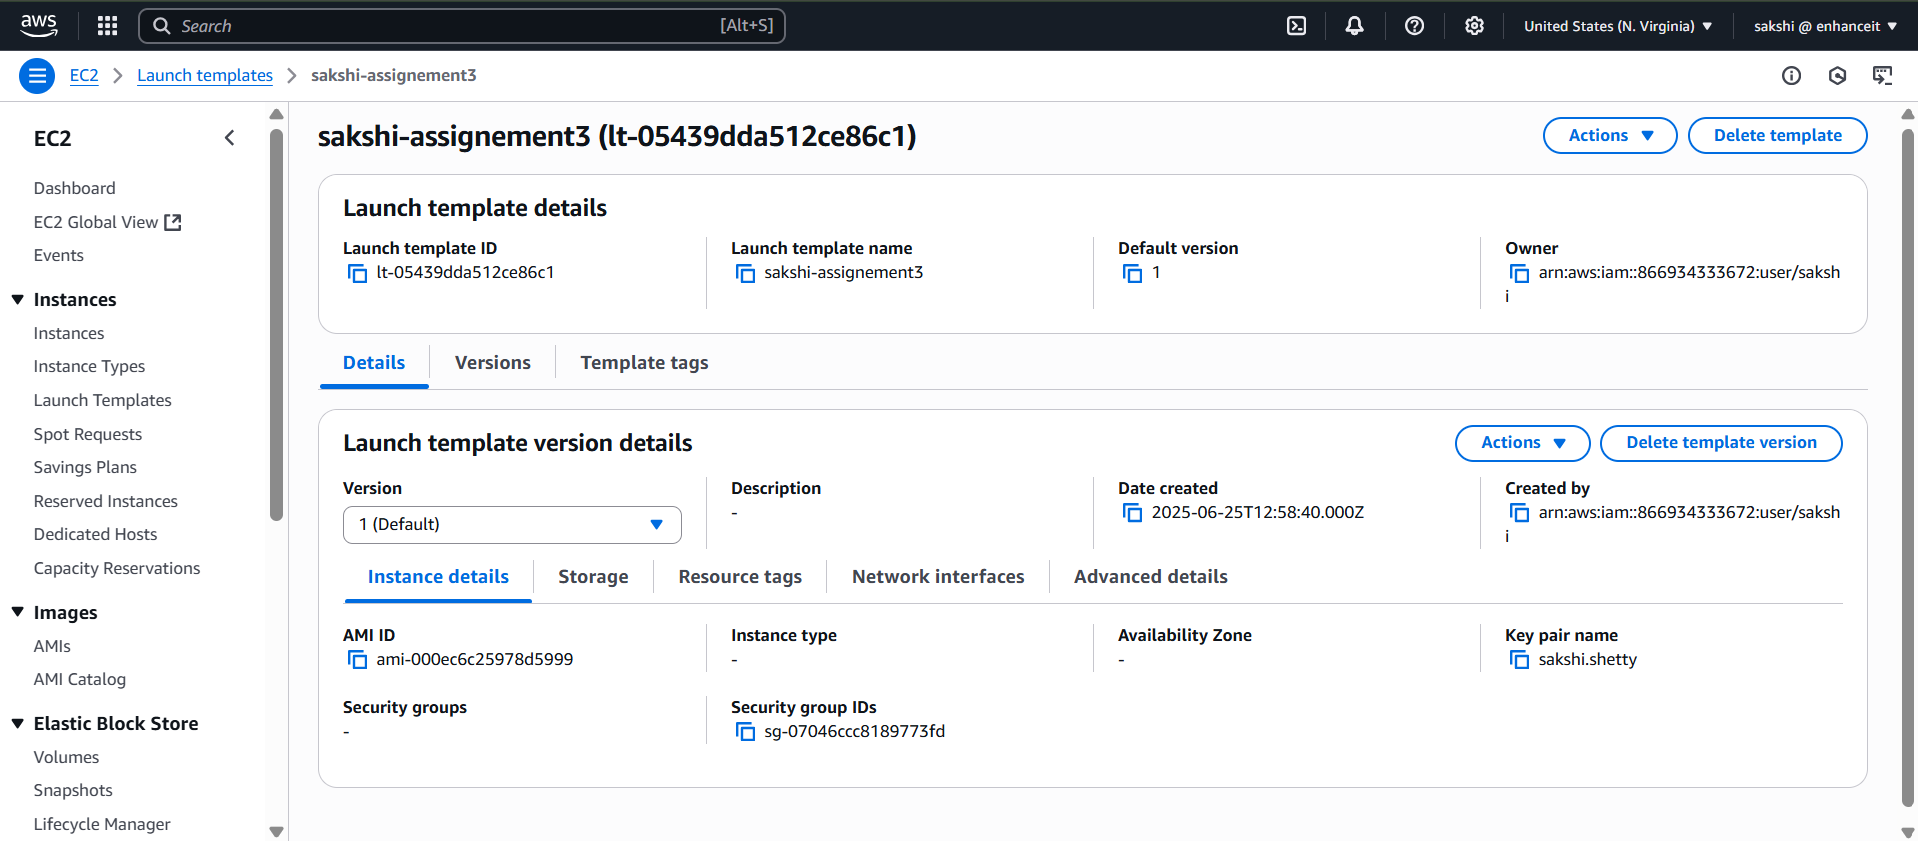 aws
Search [Alt+S]
United States (N. Virginia)
sakshi @ enhanceit
EC2
Launch templates
sakshi-assignement3
EC2
Dashboard
EC2 Global View
Events
Instances
Instances
Instance Types
Launch Templates
Spot Requests
Savings Plans
Reserved Instances
Dedicated Hosts
Capacity Reservations
Images
AMIs
AMI Catalog
Elastic Block Store
Volumes
Snapshots
Lifecycle Manager
sakshi-assignement3 (lt-05439dda512ce86c1)
Actions
Delete template
Launch template details
Launch template ID
lt-05439dda512ce86c1
Launch template name
sakshi-assignement3
Default version
1
Owner
arn:aws:iam::866934333672:user/saksh
i
Details
Versions
Template tags
Launch template version details
Actions
Delete template version
Version
1 (Default)
Description
-
Date created
2025-06-25T12:58:40.000Z
Created by
arn:aws:iam::866934333672:user/saksh
i
Instance details
Storage
Resource tags
Network interfaces
Advanced details
AMI ID
ami-000ec6c25978d5999
Instance type
-
Availability Zone
-
Key pair name
sakshi.shetty
Security groups
-
Security group IDs
sg-07046ccc8189773fd